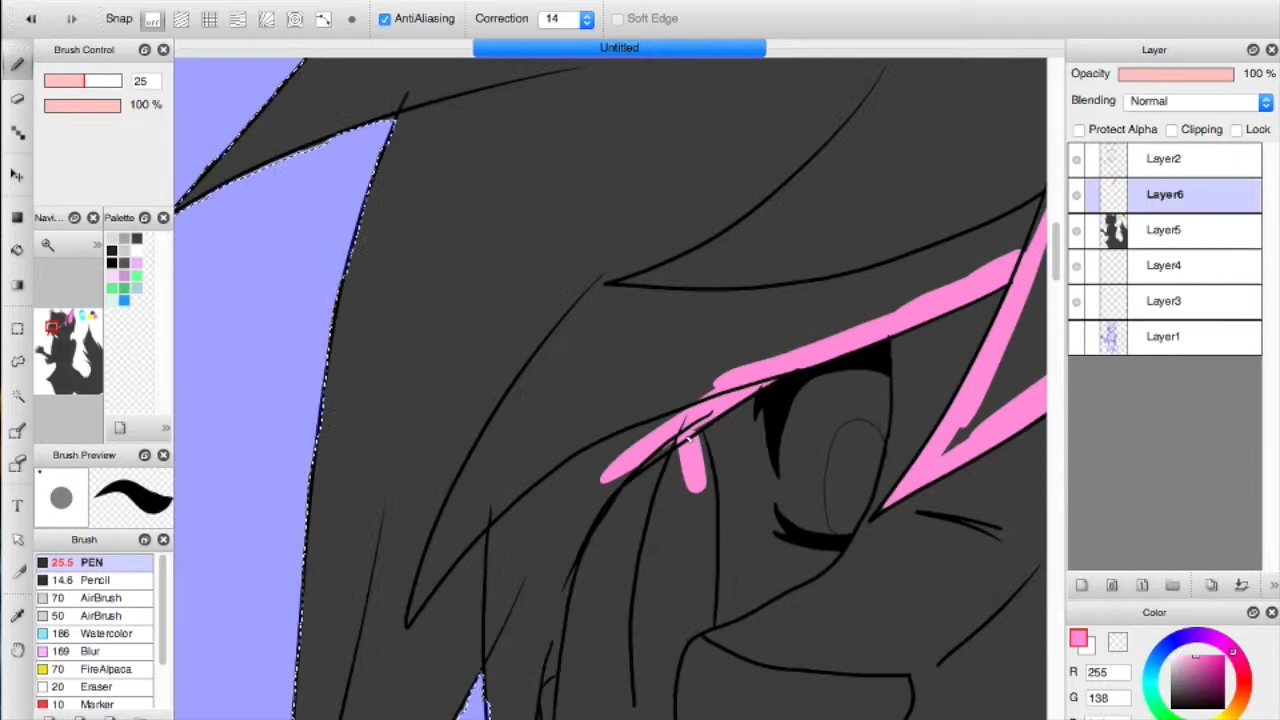 Snap off AntiAliasing Correction 14 Soft Edge
Untitled
Brush Control
25
100 %
Navi...
Palette
Brush Preview
Brush
25.5 PEN
14.6 Pencil
70 AirBrush
50 AirBrush
186 Watercolor
169 Blur
70 FireAlpaca
20 Eraser
10 Marker
Layer
Opacity 100 %
Blending Normal
Protect Alpha Clipping Lock
Layer2
Layer6
Layer5
Layer4
Layer3
Layer1
Color
R 255
G 138